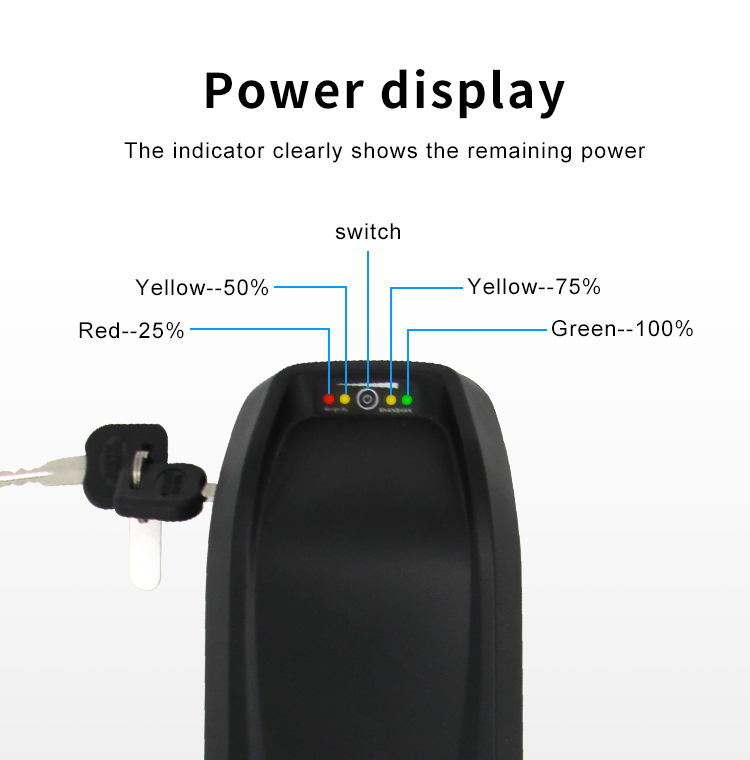 Power display
The indicator clearly shows the remaining power
switch
Yellow--50%
Yellow--75%
Red--25%
Green--100%